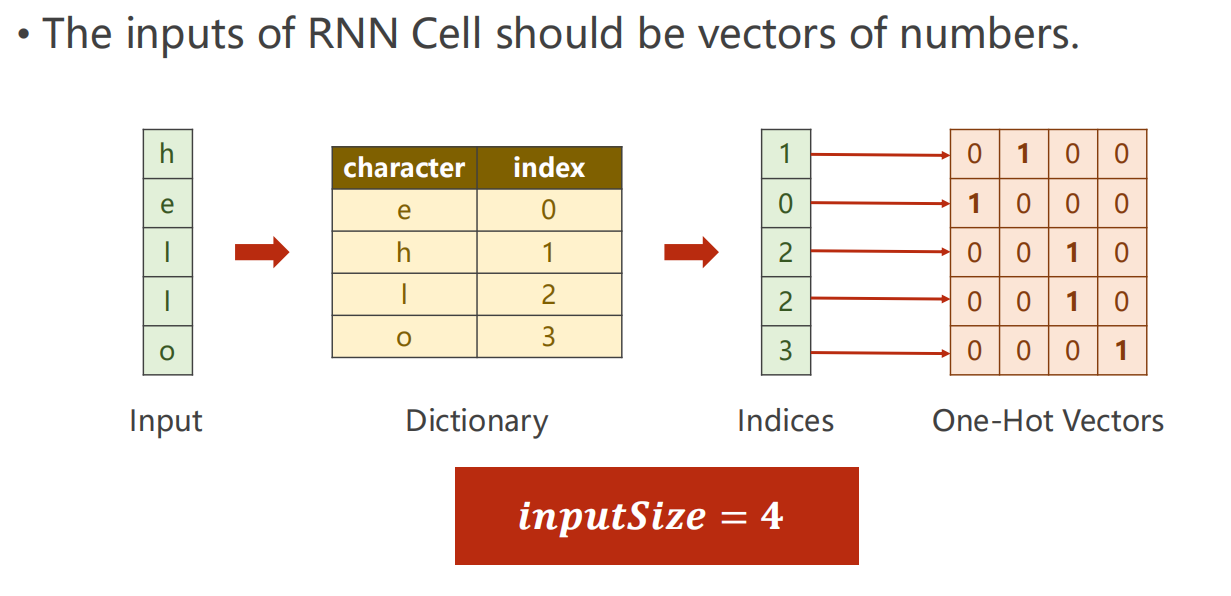 • The inputs of RNN Cell should be vectors of numbers.
h
e
l
l
o
Input
character index
e 0
h 1
l 2
o 3
Dictionary
1
0
2
2
3
Indices
0 1 0 0
1 0 0 0
0 0 1 0
0 0 1 0
0 0 0 1
One-Hot Vectors
inputSize = 4